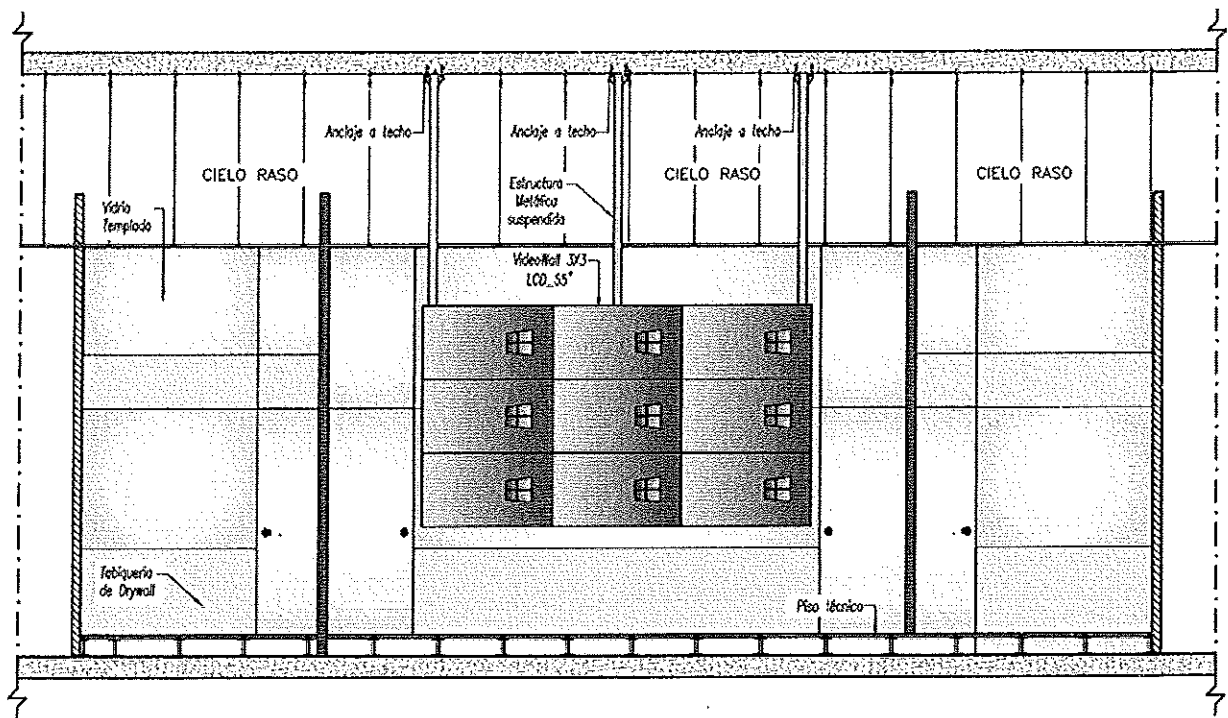 Anclaje a techo
Anclaje a techo
Anclaje a techo
CIELO RASO
CIELO RASO
CIELO RASO
Vidrio
Templado
Estructura
Metálica
suspendida
VideoWall 3X3
LCD_55"
Tabiquería
de Drywall
Piso técnico